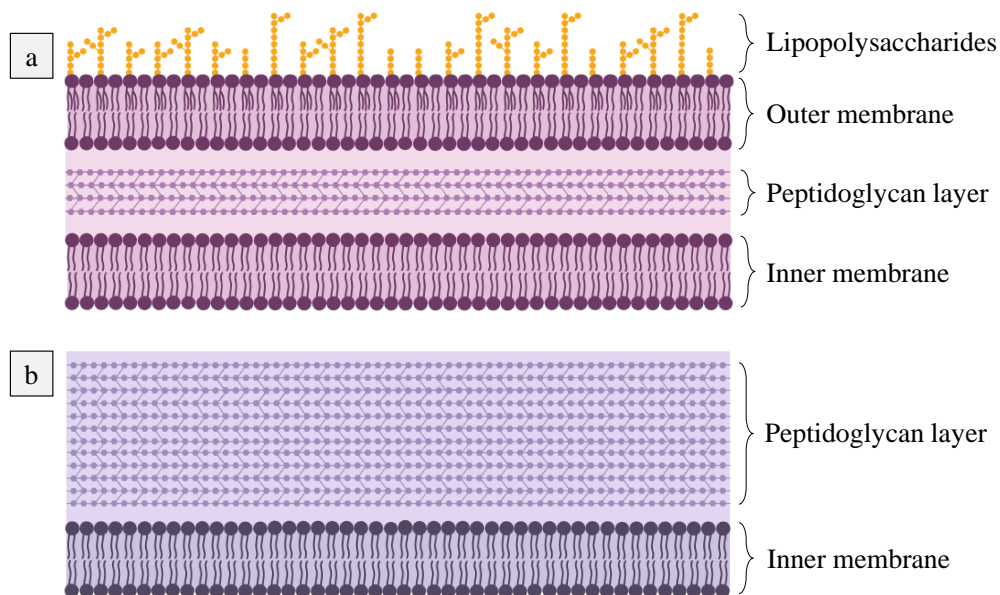 a
Lipopolysaccharides
Outer membrane
Peptidoglycan layer
Inner membrane
b
Peptidoglycan layer
Inner membrane